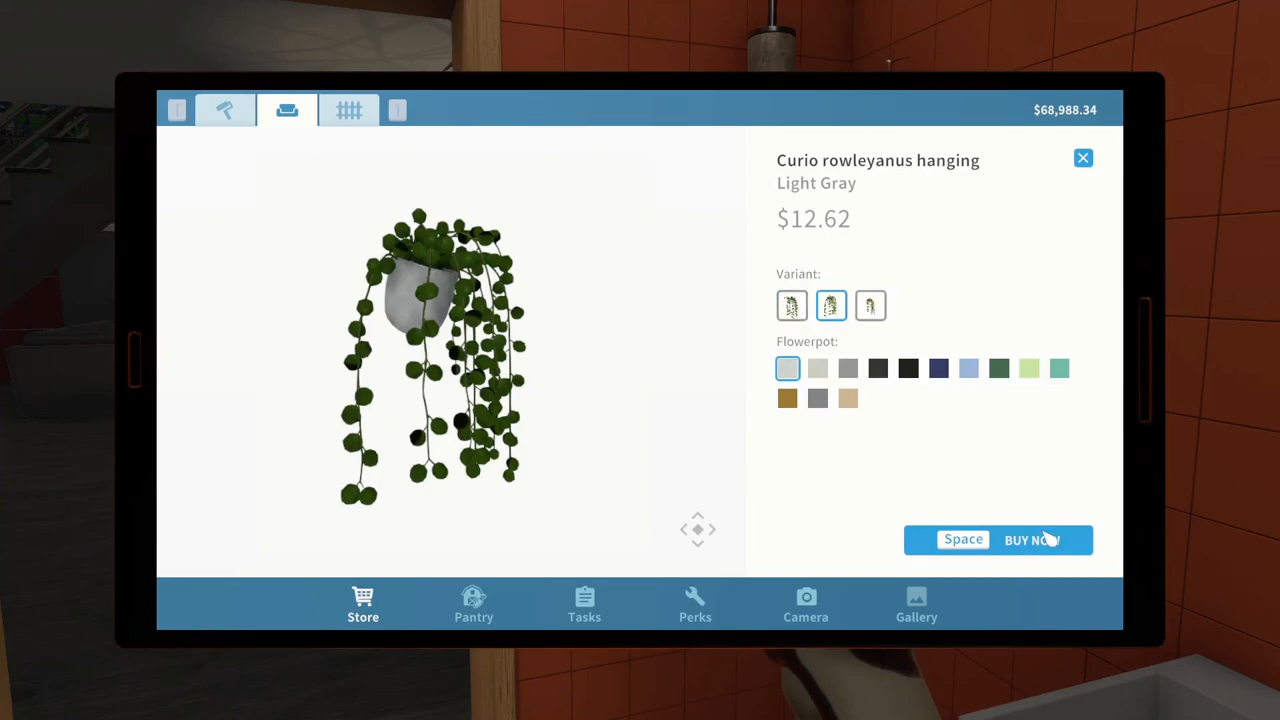 $68,988.34
Curio rowleyanus hanging
Light Gray
$12.62
Variant:
Flowerpot:
Space BUY NOW
Store
Pantry
Tasks
Perks
Camera
Gallery